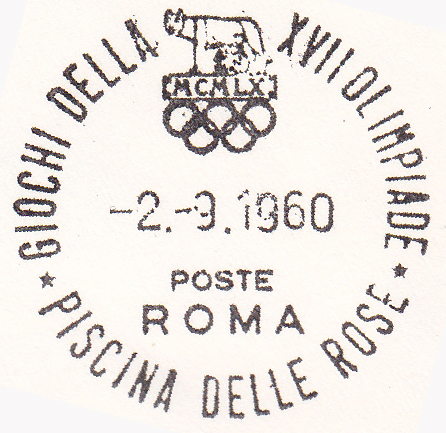 GIOCHI DELLA XVII OLIMPIADE
MCMLX
-2.-9.1960
POSTE
ROMA
* PISCINA DELLE ROSE *